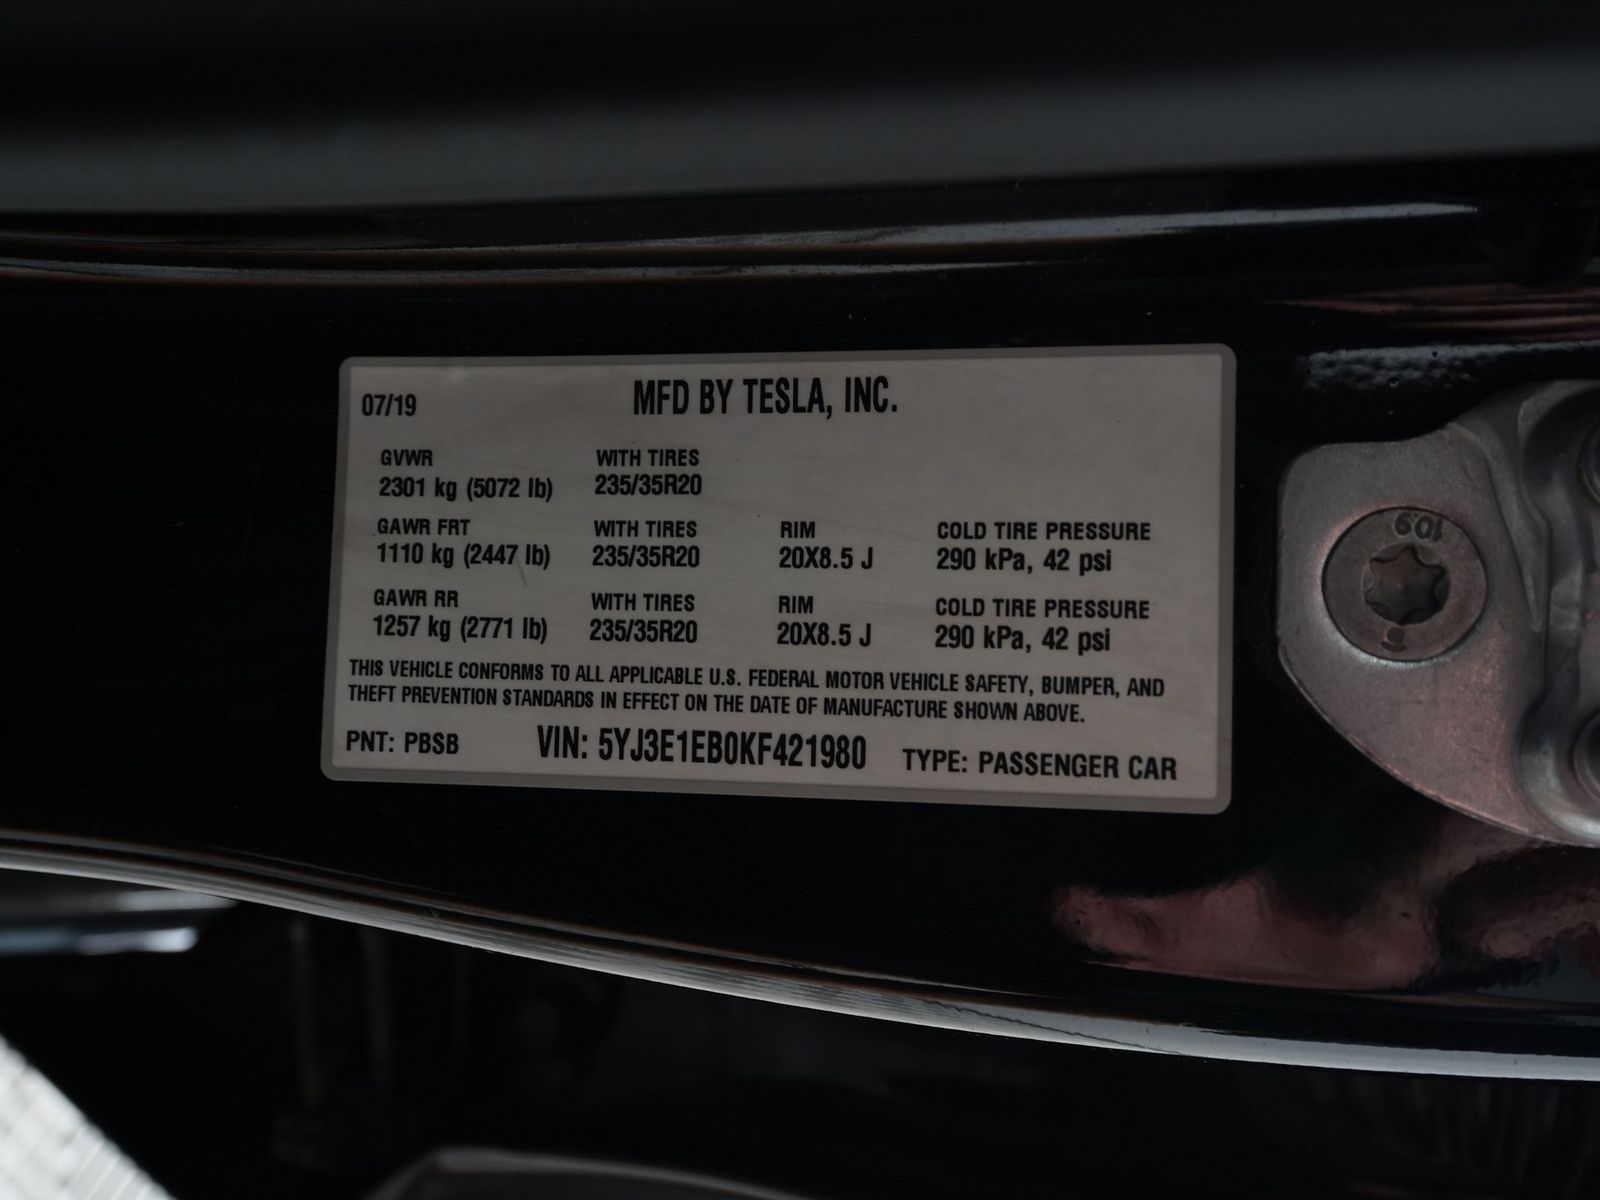 07/19 MFD BY TESLA, INC.
GVWR WITH TIRES
2301 kg (5072 lb) 235/35R20
GAWR FRT WITH TIRES RIM COLD TIRE PRESSURE
1110 kg (2447 lb) 235/35R20 20X8.5 J 290 kPa, 42 psi
GAWR RR WITH TIRES RIM COLD TIRE PRESSURE
1257 kg (2771 lb) 235/35R20 20X8.5 J 290 kPa, 42 psi
THIS VEHICLE CONFORMS TO ALL APPLICABLE U.S. FEDERAL MOTOR VEHICLE SAFETY, BUMPER, AND
THEFT PREVENTION STANDARDS IN EFFECT ON THE DATE OF MANUFACTURE SHOWN ABOVE.
PNT: PBSB VIN: 5YJ3E1EB0KF421980 TYPE: PASSENGER CAR
10.9